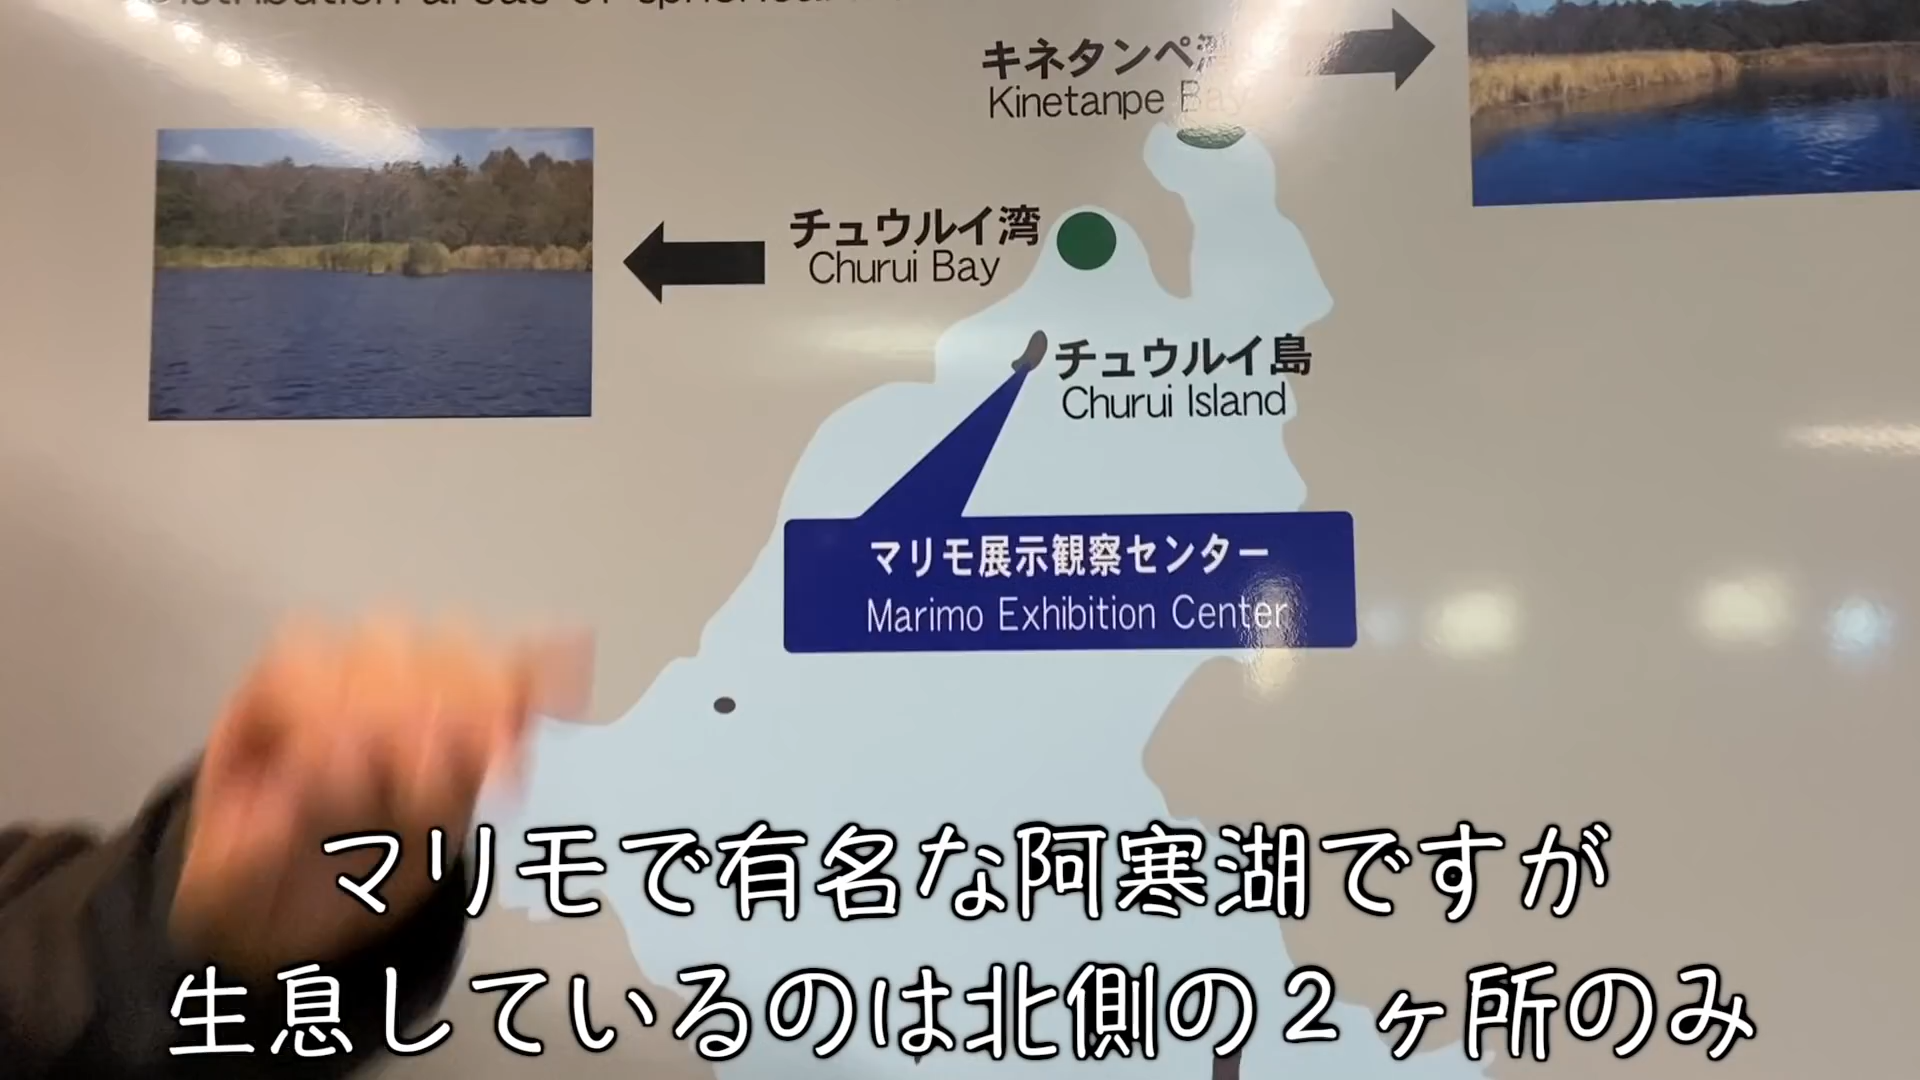 キネタンペ
Kinetanpe Bay
チュウルイ湾
Churui Bay
チュウルイ島
Churui Island
マリモ展示観察センター
Marimo Exhibition Center
マリモで有名な阿寒湖ですが
生息しているのは北側の２ヶ所のみ